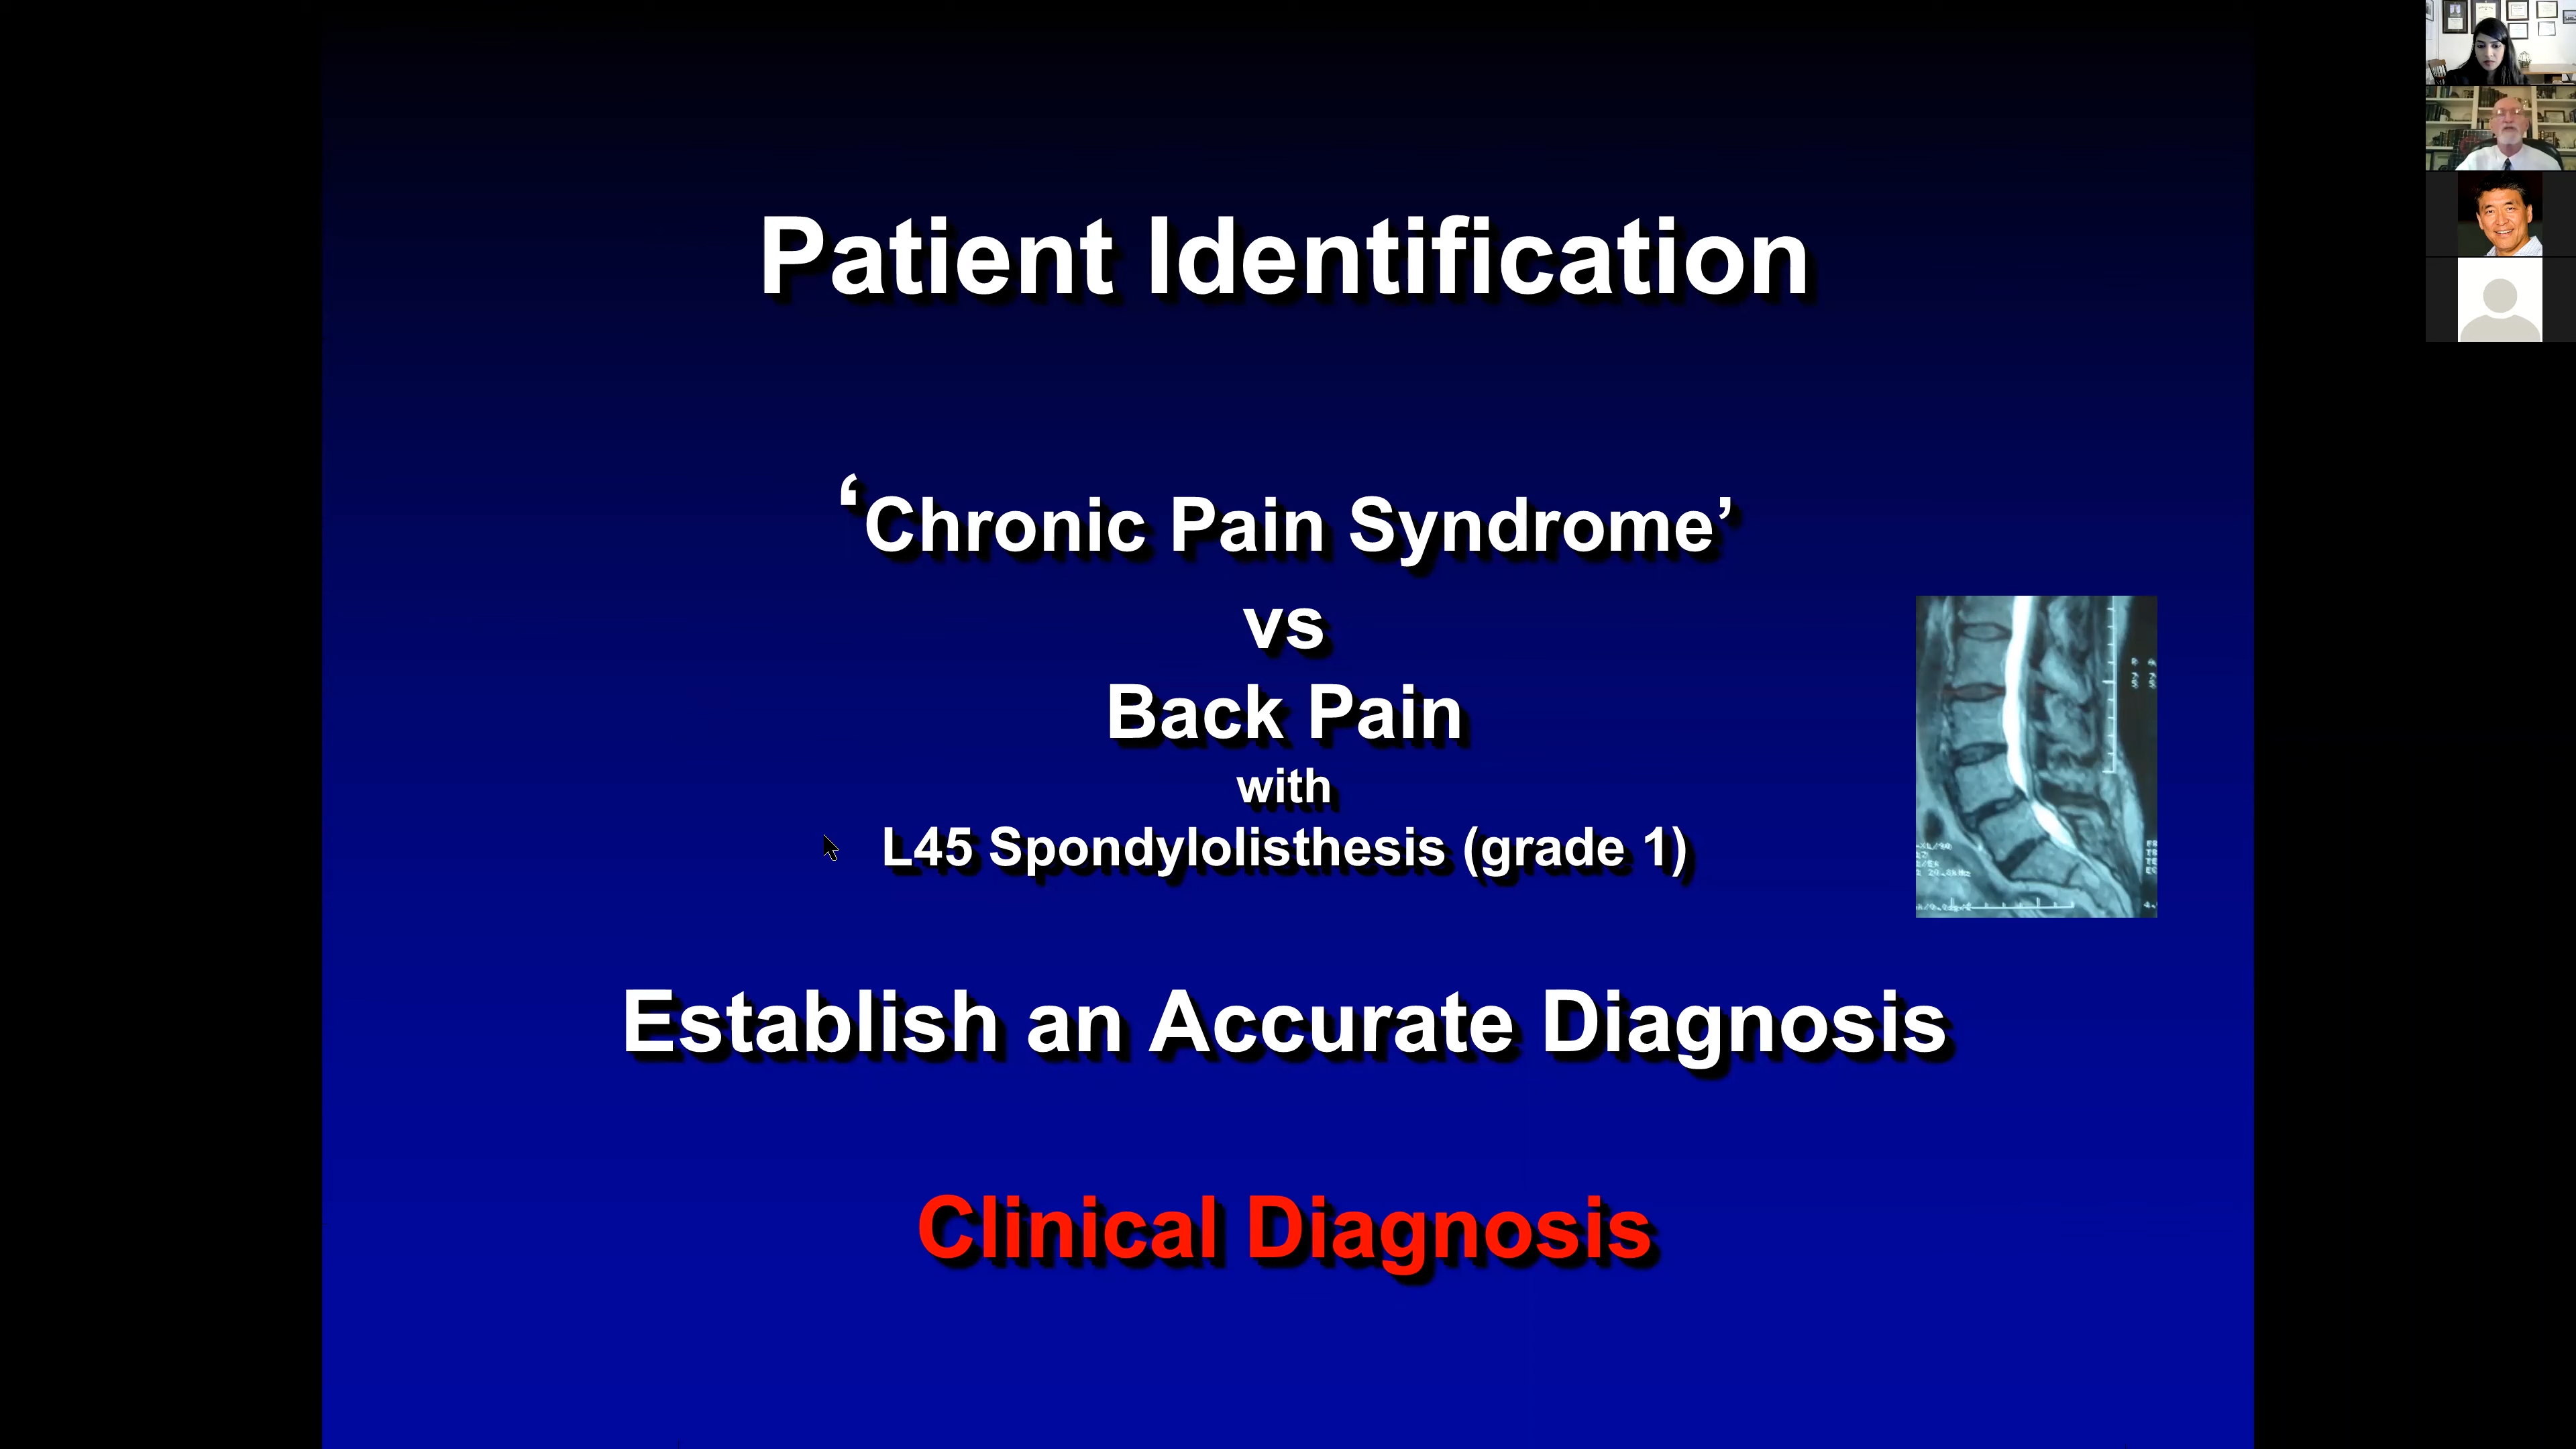 Patient Identification
‘Chronic Pain Syndrome’
vs
Back Pain
with
L45 Spondylolisthesis (grade 1)
Establish an Accurate Diagnosis
Clinical Diagnosis